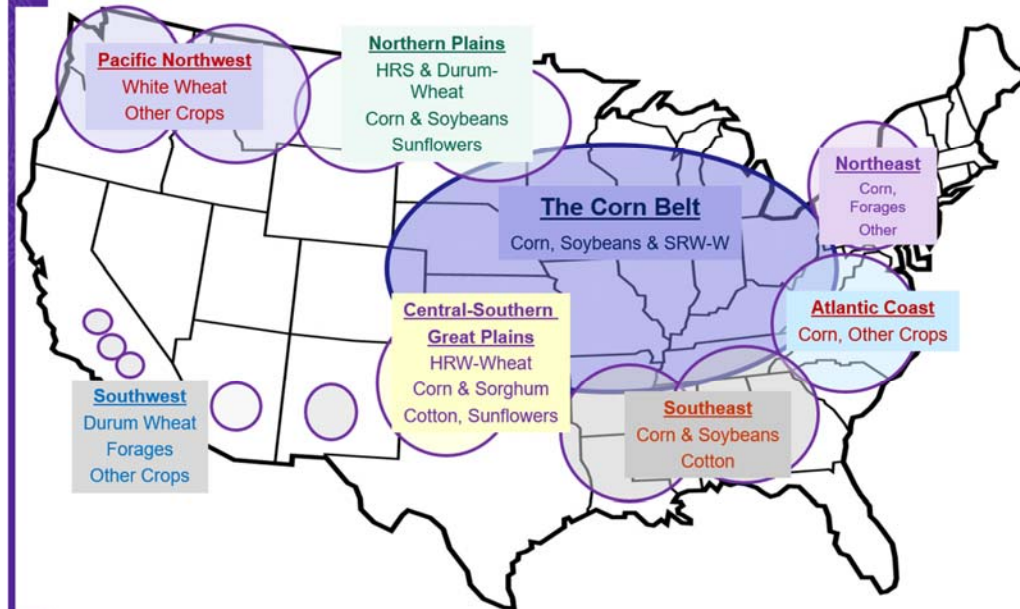 Pacific Northwest
White Wheat
Other Crops
Northern Plains
HRS & Durum-
Wheat
Corn & Soybeans
Sunflowers
The Corn Belt
Corn, Soybeans & SRW-W
Northeast
Corn,
Forages
Other
Central-Southern
Great Plains
HRW-Wheat
Corn & Sorghum
Cotton, Sunflowers
Atlantic Coast
Corn, Other Crops
Southwest
Durum Wheat
Forages
Other Crops
Southeast
Corn & Soybeans
Cotton